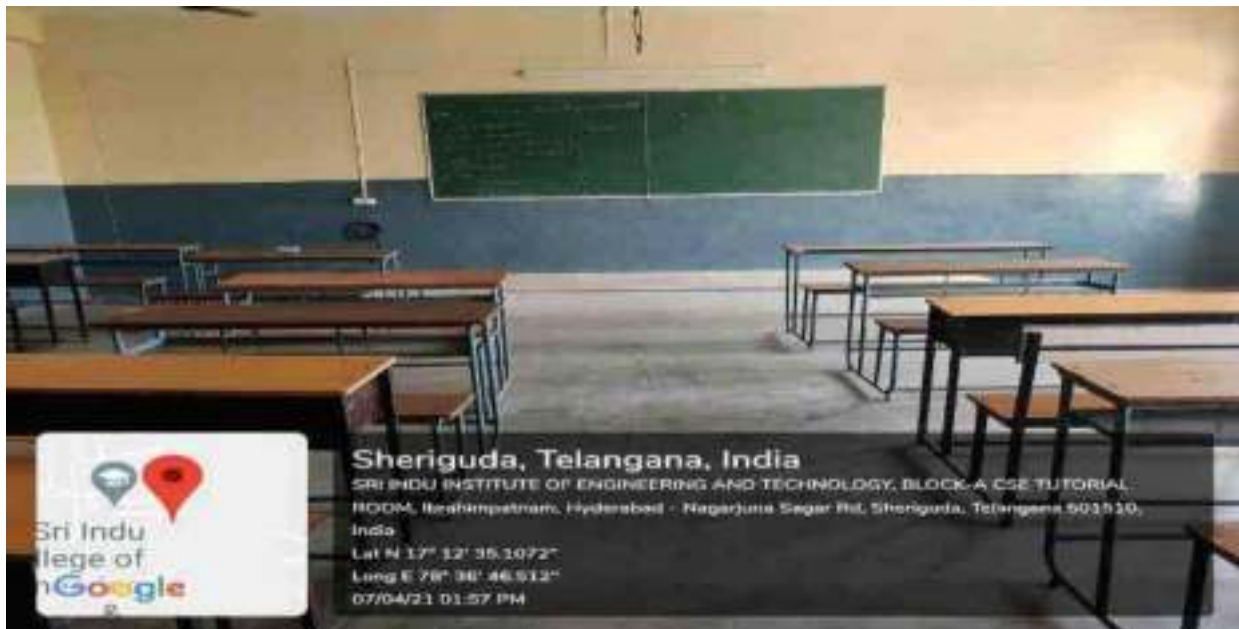 Sheriguda, Telangana, India
SRI INDU INSTITUTE OF ENGINEERING AND TECHNOLOGY, BLOCK-A CSE TUTORIAL
ROOM, Ibrahimpatnam, Hyderabad - Nagarjuna Sagar Rd, Sheriguda, Telangana 501510,
India
Lat N 17° 12' 35.1072"
Long E 78° 36' 46.512"
07/04/21 01:57 PM
Sri Indu
llege of
Google